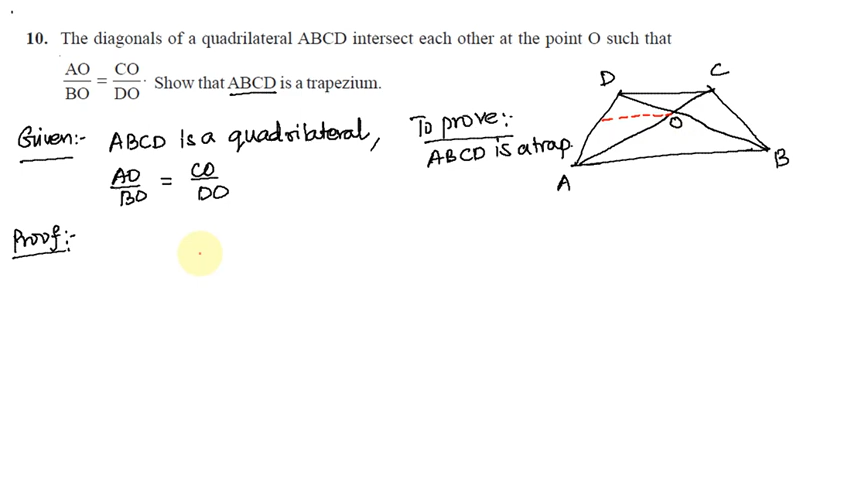 10. The diagonals of a quadrilateral ABCD intersect each other at the point O such that
AO/BO = CO/DO. Show that ABCD is a trapezium.
Given:- ABCD is a quadrilateral,
AO/BO = CO/DO
To prove:-
ABCD is a trap.
Proof:-
D C
O
A B